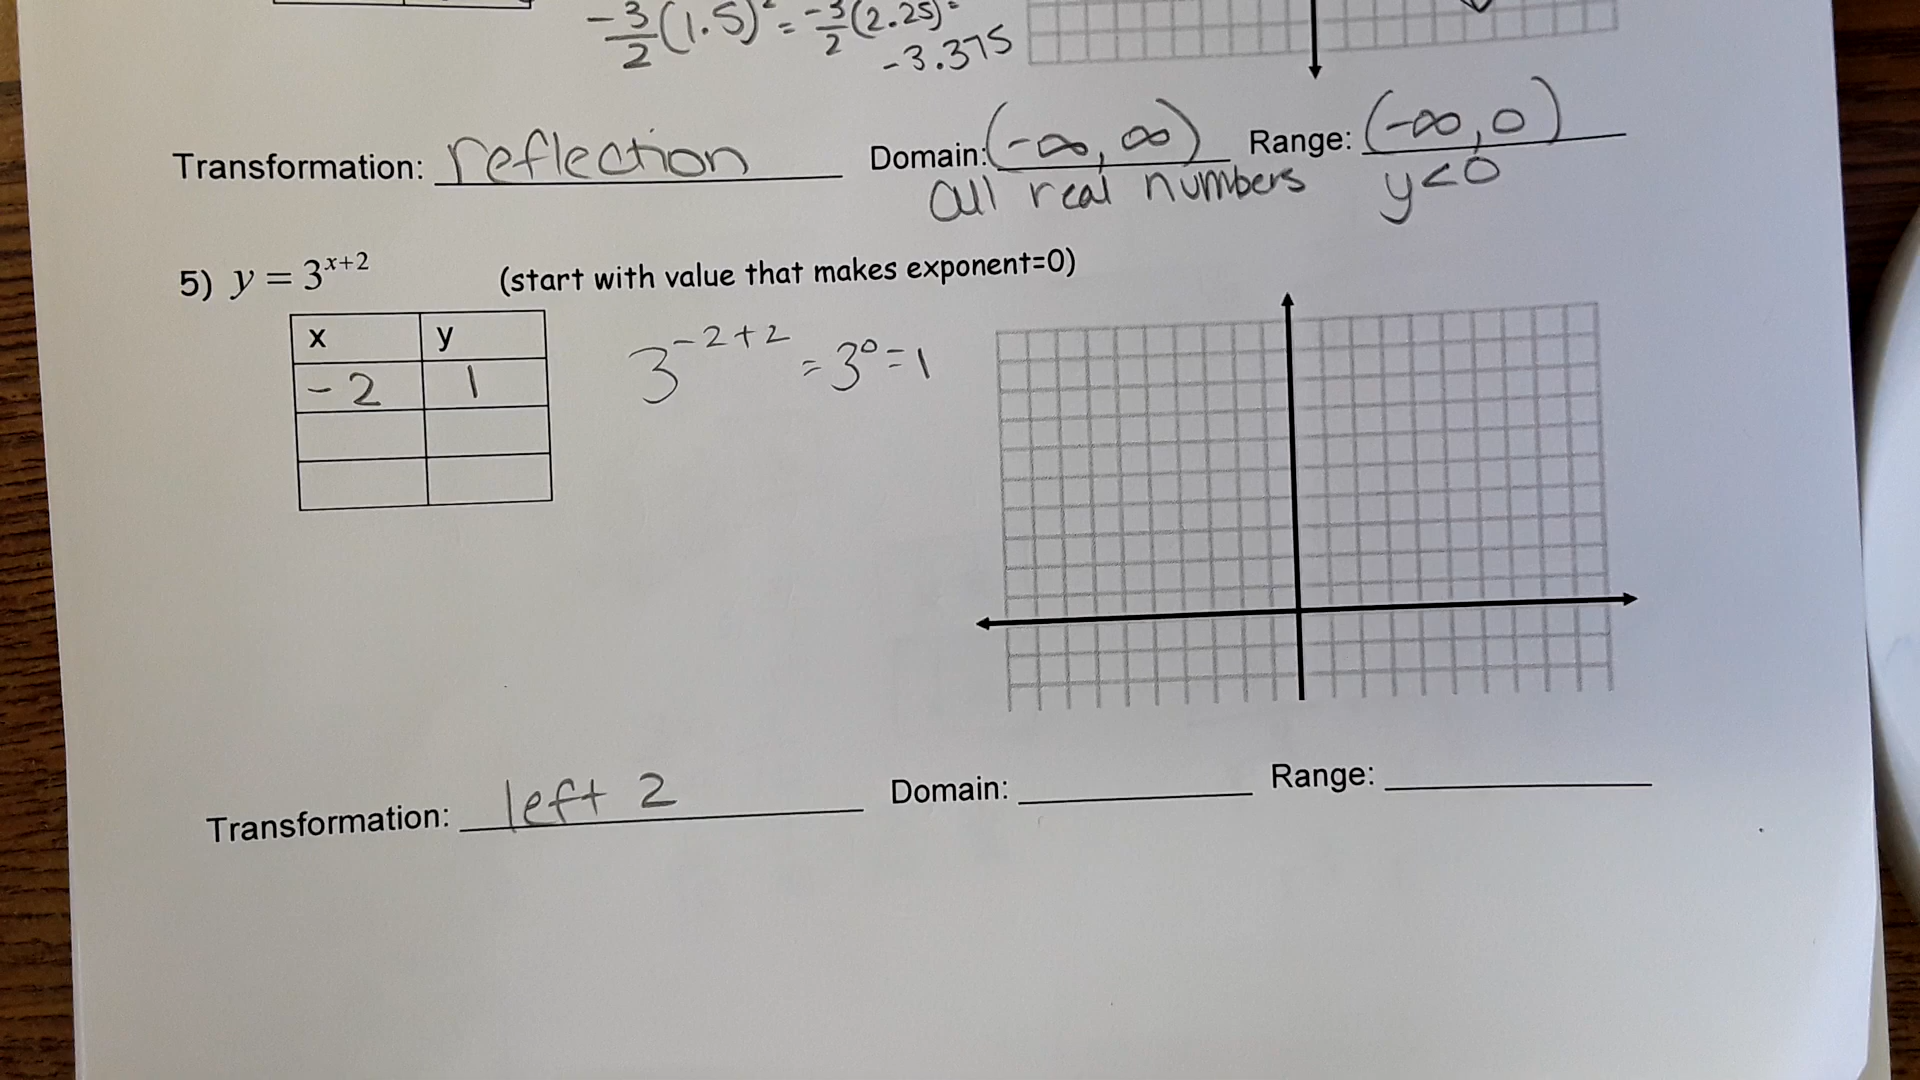 -3/2(1.5)² = -3/2(2.25) =
-3.375
Transformation: reflection Domain: (-∞, ∞) Range: (-∞, 0)
all real numbers y<0
5) y = 3^{x+2} (start with value that makes exponent=0)
x y
-2 1
3^{-2+2} = 3⁰ = 1
Transformation: left 2 Domain: Range: